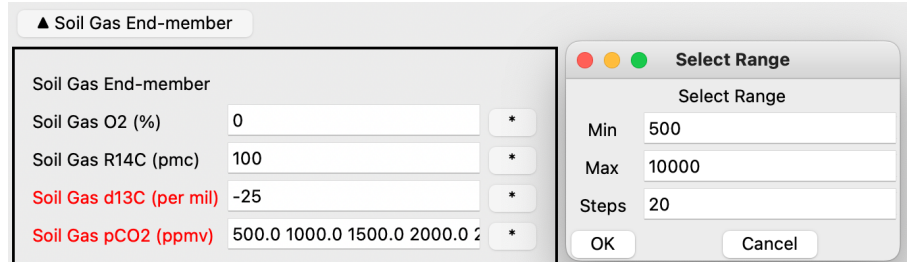 ▲ Soil Gas End-member
Soil Gas End-member
Soil Gas O2 (%) 0 *
Soil Gas R14C (pmc) 100 *
Soil Gas d13C (per mil) -25 *
Soil Gas pCO2 (ppmv) 500.0 1000.0 1500.0 2000.0 *
Select Range
Select Range
Min 500
Max 10000
Steps 20
OK Cancel